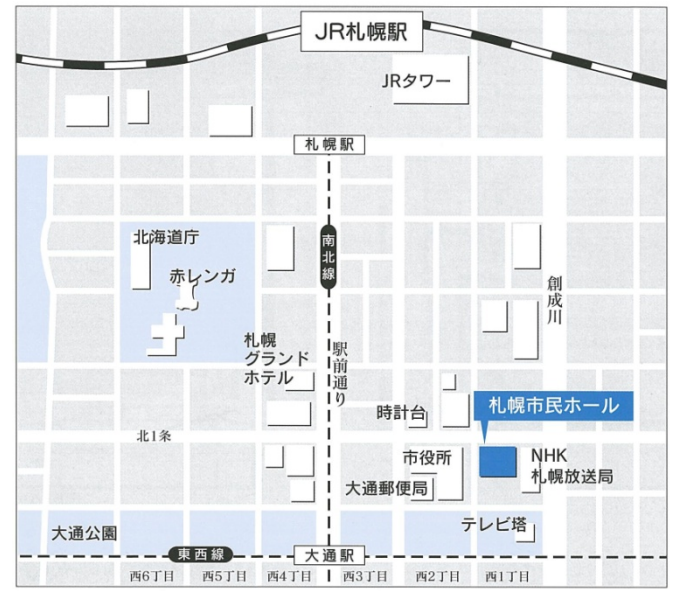 JR札幌駅
JRタワー
札幌駅
北海道庁
南北線
赤レンガ
創成川
札幌
グランド
ホテル
駅前通り
札幌市民ホール
時計台
北1条
市役所
NHK
札幌放送局
大通郵便局
テレビ塔
大通公園
東西線
大通駅
西6丁目
西5丁目
西4丁目
西3丁目
西2丁目
西1丁目